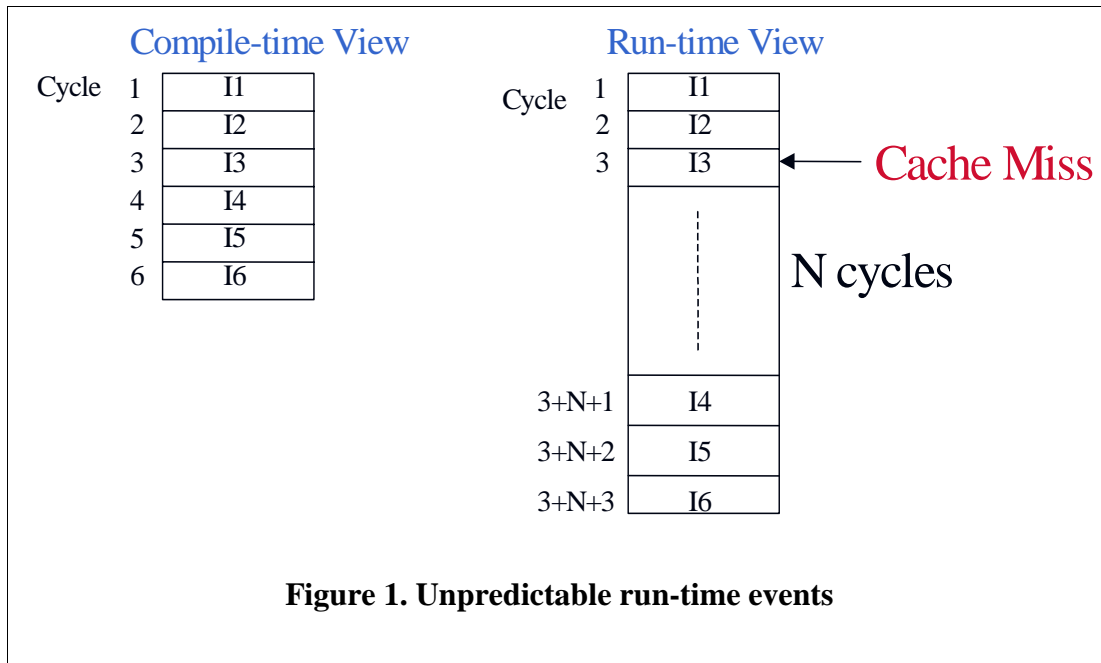 Compile-time View
Cycle
1 I1
2 I2
3 I3
4 I4
5 I5
6 I6
Run-time View
Cycle
1 I1
2 I2
3 I3
Cache Miss
N cycles
3+N+1 I4
3+N+2 I5
3+N+3 I6
Figure 1. Unpredictable run-time events